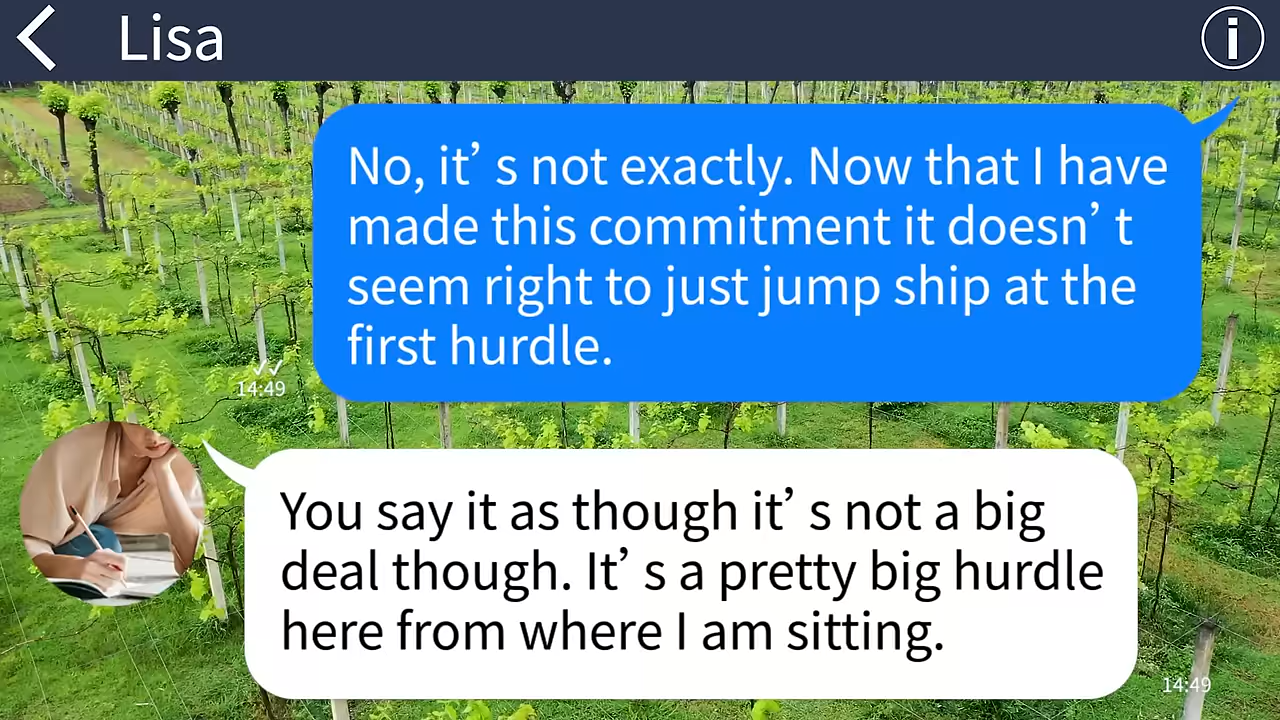 Lisa
No, it’s not exactly. Now that I have
made this commitment it doesn’t
seem right to just jump ship at the
first hurdle.
14:49
You say it as though it’s not a big
deal though. It’s a pretty big hurdle
here from where I am sitting.
14:49